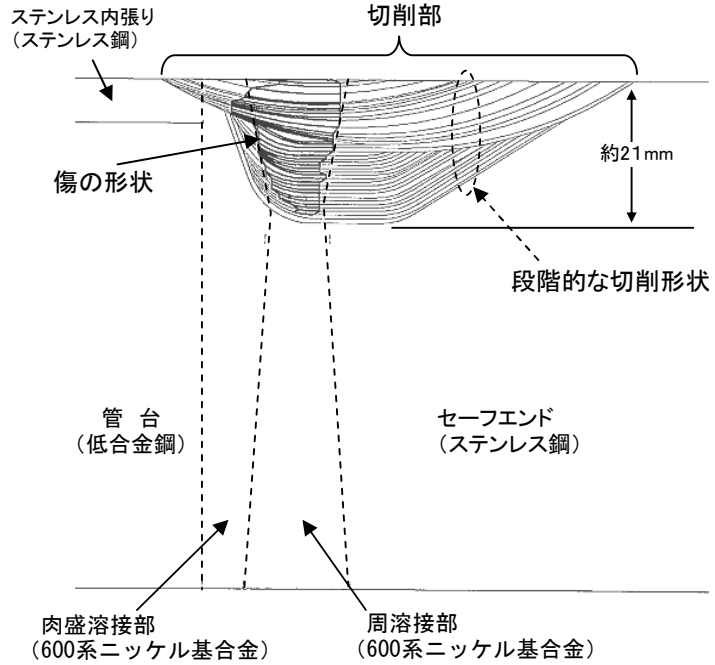 ステンレス内張り
(ステンレス鋼)
切削部
傷の形状
約21mm
段階的な切削形状
管 台
(低合金鋼)
セーフエンド
(ステンレス鋼)
肉盛溶接部
(600系ニッケル基合金)
周溶接部
(600系ニッケル基合金)